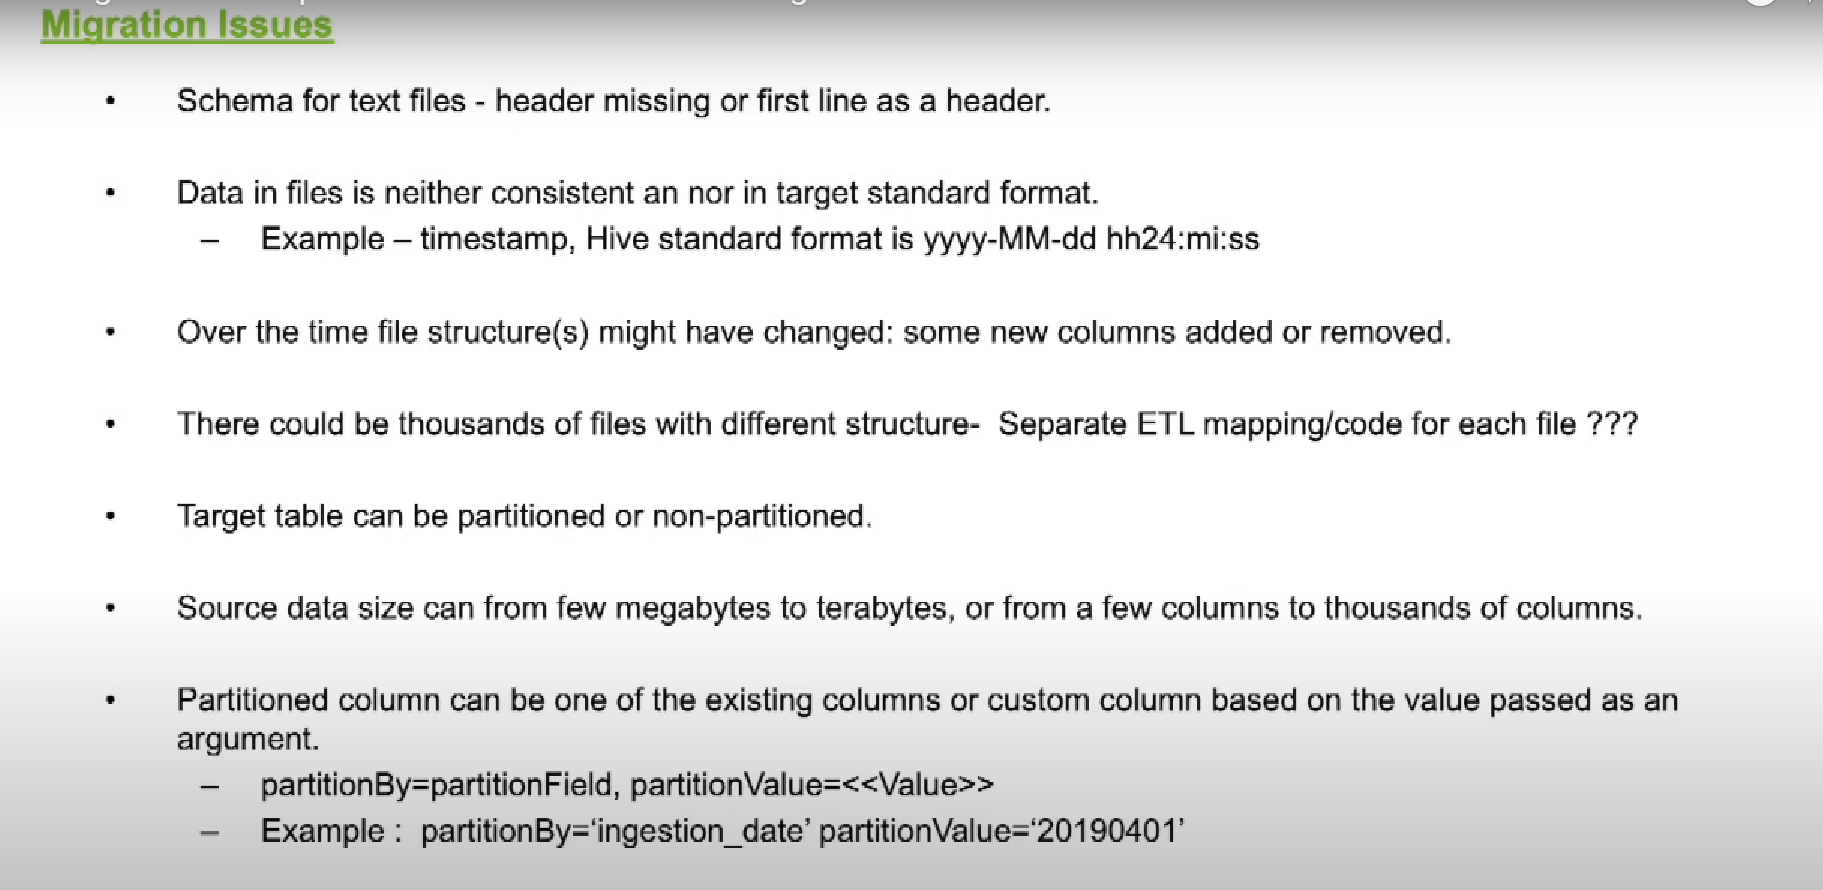 Migration Issues
• Schema for text files - header missing or first line as a header.
• Data in files is neither consistent an nor in target standard format.
– Example – timestamp, Hive standard format is yyyy-MM-dd hh24:mi:ss
• Over the time file structure(s) might have changed: some new columns added or removed.
• There could be thousands of files with different structure- Separate ETL mapping/code for each file ???
• Target table can be partitioned or non-partitioned.
• Source data size can from few megabytes to terabytes, or from a few columns to thousands of columns.
• Partitioned column can be one of the existing columns or custom column based on the value passed as an
argument.
– partitionBy=partitionField, partitionValue=<<Value>>
– Example : partitionBy=‘ingestion_date’ partitionValue=‘20190401’